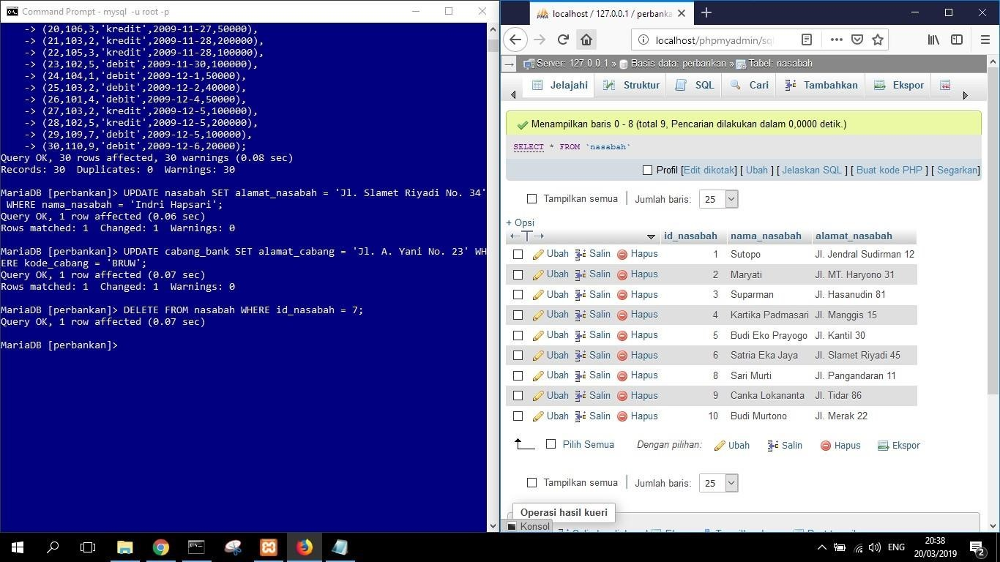 Command Prompt - mysql  -u root -p
    -> (20,106,3,'kredit',2009-11-27,50000),
    -> (21,103,2,'kredit',2009-11-28,200000),
    -> (22,105,3,'kredit',2009-11-28,100000),
    -> (23,102,5,'debit',2009-11-30,100000),
    -> (24,104,1,'debit',2009-12-1,50000),
    -> (25,103,2,'debit',2009-12-2,40000),
    -> (26,101,4,'debit',2009-12-4,50000),
    -> (27,103,2,'kredit',2009-12-5,100000),
    -> (28,102,5,'kredit',2009-12-5,200000),
    -> (29,109,7,'debit',2009-12-5,100000),
    -> (30,110,9,'debit',2009-12-6,20000);
Query OK, 30 rows affected, 30 warnings (0.08 sec)
Records: 30  Duplicates: 0  Warnings: 30
MariaDB [perbankan]> UPDATE nasabah SET alamat_nasabah = 'Jl. Slamet Riyadi No. 34'
 WHERE nama_nasabah = 'Indri Hapsari';
Query OK, 1 row affected (0.06 sec)
Rows matched: 1  Changed: 1  Warnings: 0
MariaDB [perbankan]> UPDATE cabang_bank SET alamat_cabang = 'Jl. A. Yani No. 23' WH
ERE kode_cabang = 'BRUW';
Query OK, 1 row affected (0.07 sec)
Rows matched: 1  Changed: 1  Warnings: 0
MariaDB [perbankan]> DELETE FROM nasabah WHERE id_nasabah = 7;
Query OK, 1 row affected (0.07 sec)
MariaDB [perbankan]>
localhost / 127.0.0.1 / perbanka
localhost/phpmyadmin/sql
Server: 127.0.0.1 » Basis data: perbankan » Tabel: nasabah
Jelajahi Struktur SQL Cari Tambahkan Ekspor
Menampilkan baris 0 - 8 (total 9, Pencarian dilakukan dalam 0,0000 detik.)
SELECT * FROM `nasabah`
Profil [Edit dikotak] [ Ubah ] [ Jelaskan SQL ] [ Buat kode PHP ] [ Segarkan]
Tampilkan semua Jumlah baris: 25
+ Opsi
id_nasabah nama_nasabah alamat_nasabah
Ubah Salin Hapus 1 Sutopo Jl. Jendral Sudirman 12
Ubah Salin Hapus 2 Maryati Jl. MT. Haryono 31
Ubah Salin Hapus 3 Suparman Jl. Hasanudin 81
Ubah Salin Hapus 4 Kartika Padmasari Jl. Manggis 15
Ubah Salin Hapus 5 Budi Eko Prayogo Jl. Kantil 30
Ubah Salin Hapus 6 Satria Eka Jaya Jl. Slamet Riyadi 45
Ubah Salin Hapus 8 Sari Murti Jl. Pangandaran 11
Ubah Salin Hapus 9 Canka Lokananta Jl. Tidar 86
Ubah Salin Hapus 10 Budi Murtono Jl. Merak 22
Pilih Semua Dengan pilihan: Ubah Salin Hapus Ekspor
Tampilkan semua Jumlah baris: 25
Operasi hasil kueri
Konsol
ENG
20:38
20/03/2019
2